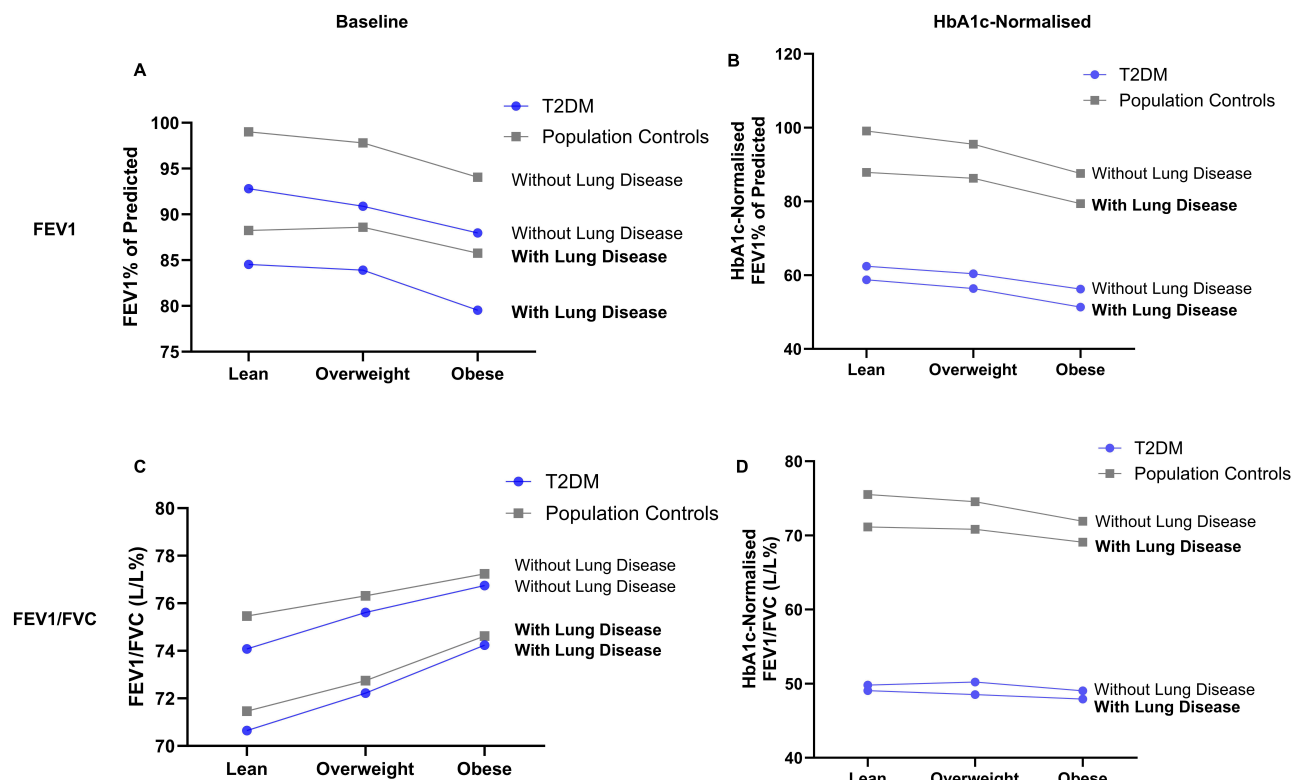 Baseline
HbA1c-Normalised
A
T2DM
Population Controls
100
95
90
85
80
75
FEV1% of Predicted
Without Lung Disease
Without Lung Disease
With Lung Disease
With Lung Disease
Lean
Overweight
Obese
FEV1
B
T2DM
Population Controls
120
100
80
60
40
HbA1c-Normalised
FEV1% of Predicted
Without Lung Disease
With Lung Disease
Without Lung Disease
With Lung Disease
Lean
Overweight
Obese
C
T2DM
Population Controls
80
78
76
74
72
70
FEV1/FVC (L/L%)
Without Lung Disease
Without Lung Disease
With Lung Disease
With Lung Disease
Lean
Overweight
Obese
FEV1/FVC
D
T2DM
Population Controls
80
70
60
50
40
HbA1c-Normalised
FEV1/FVC (L/L%)
Without Lung Disease
With Lung Disease
Without Lung Disease
With Lung Disease
Lean
Overweight
Obese